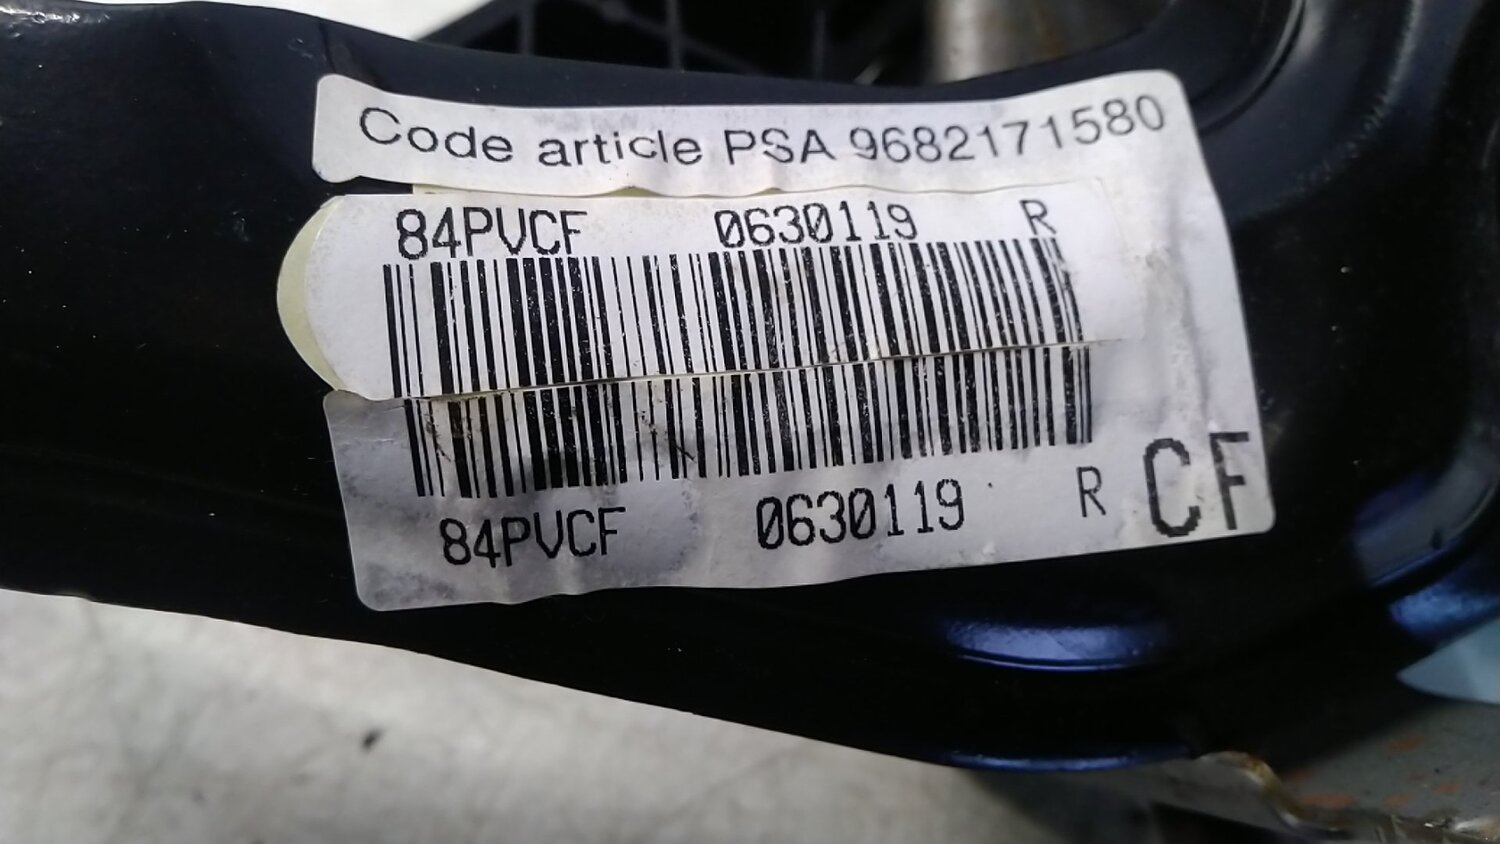 Code article PSA 9682171580
84PVCF 0630119 R
84PVCF 0630119 R CF